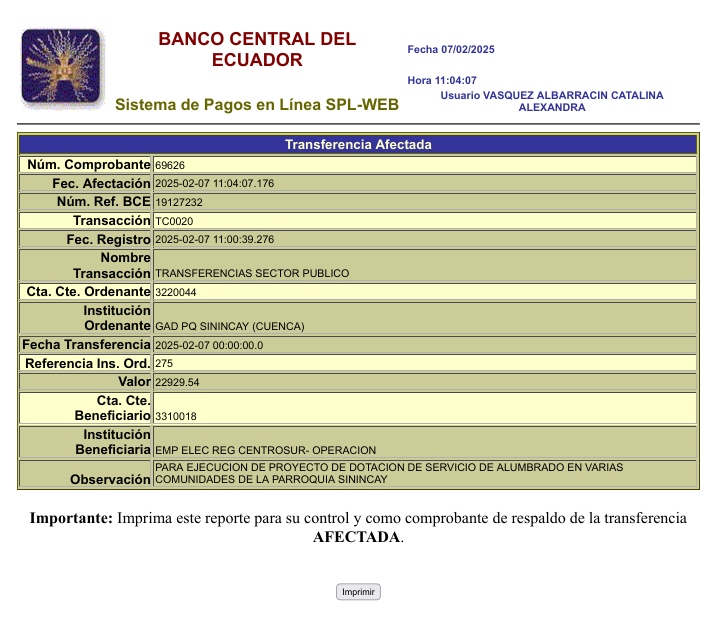 BANCO CENTRAL DEL
ECUADOR
Sistema de Pagos en Línea SPL-WEB
Fecha 07/02/2025
Hora 11:04:07
Usuario VASQUEZ ALBARRACIN CATALINA
ALEXANDRA
Transferencia Afectada
Núm. Comprobante 69626
Fec. Afectación 2025-02-07 11:04:07.176
Núm. Ref. BCE 19127232
Transacción TC0020
Fec. Registro 2025-02-07 11:00:39.276
Nombre
Transacción TRANSFERENCIAS SECTOR PUBLICO
Cta. Cte. Ordenante 3220044
Institución
Ordenante GAD PQ SININCAY (CUENCA)
Fecha Transferencia 2025-02-07 00:00:00.0
Referencia Ins. Ord. 275
Valor 22929.54
Cta. Cte.
Beneficiario 3310018
Institución
Beneficiaria EMP ELEC REG CENTROSUR- OPERACION
PARA EJECUCION DE PROYECTO DE DOTACION DE SERVICIO DE ALUMBRADO EN VARIAS
Observación COMUNIDADES DE LA PARROQUIA SININCAY
Importante: Imprima este reporte para su control y como comprobante de respaldo de la transferencia
AFECTADA.
Imprimir